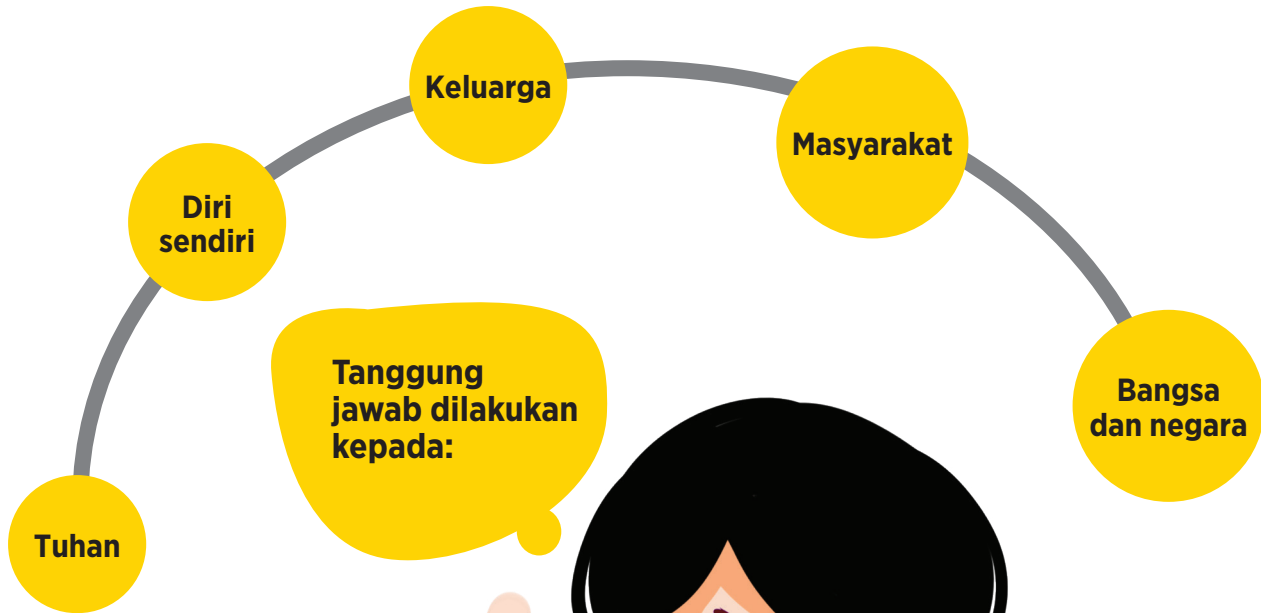 Keluarga
Masyarakat
Diri
sendiri
Tanggung
jawab dilakukan
kepada:
Bangsa
dan negara
Tuhan